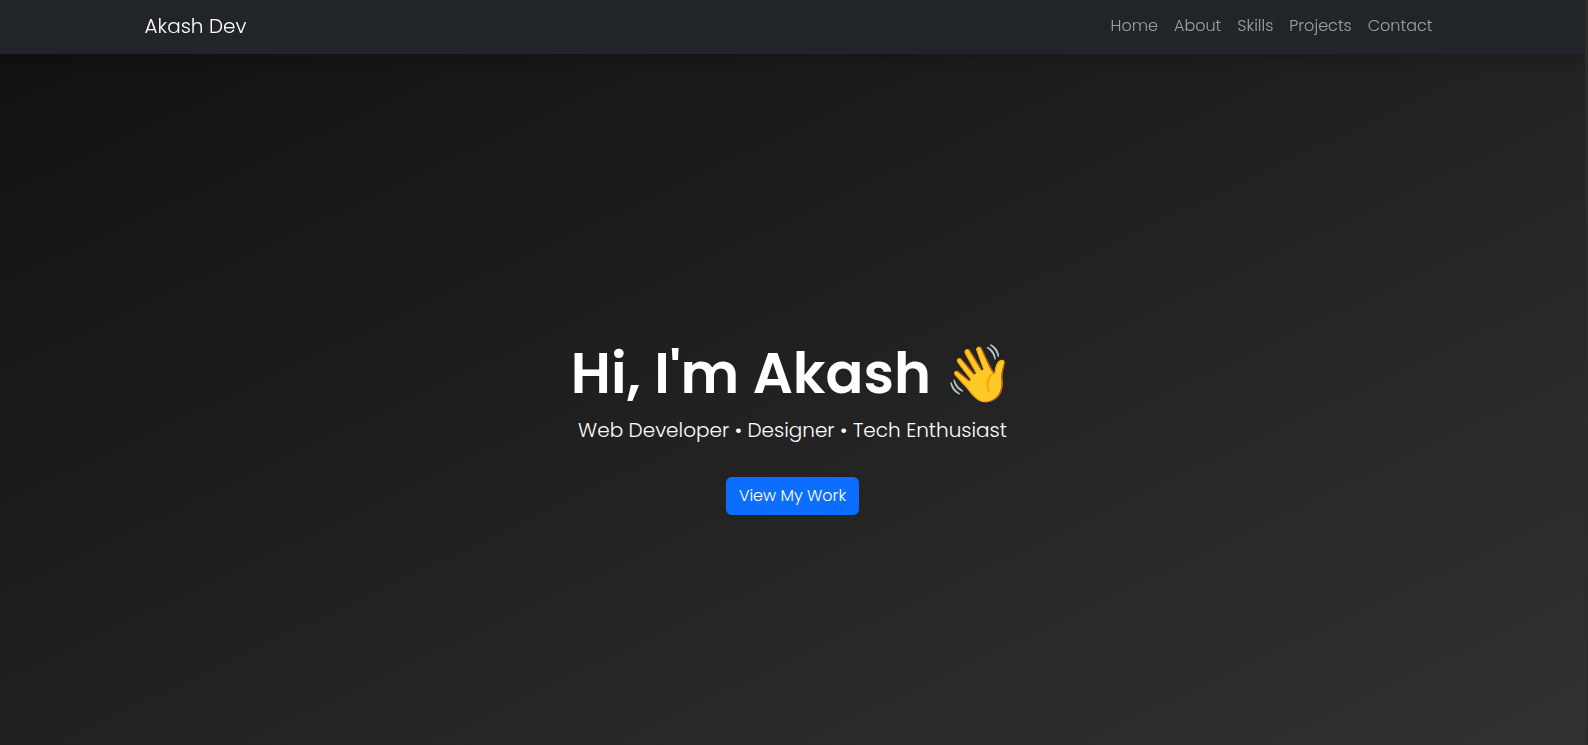 Akash Dev
Home About Skills Projects Contact
Hi, I'm Akash 👋
Web Developer • Designer • Tech Enthusiast
View My Work